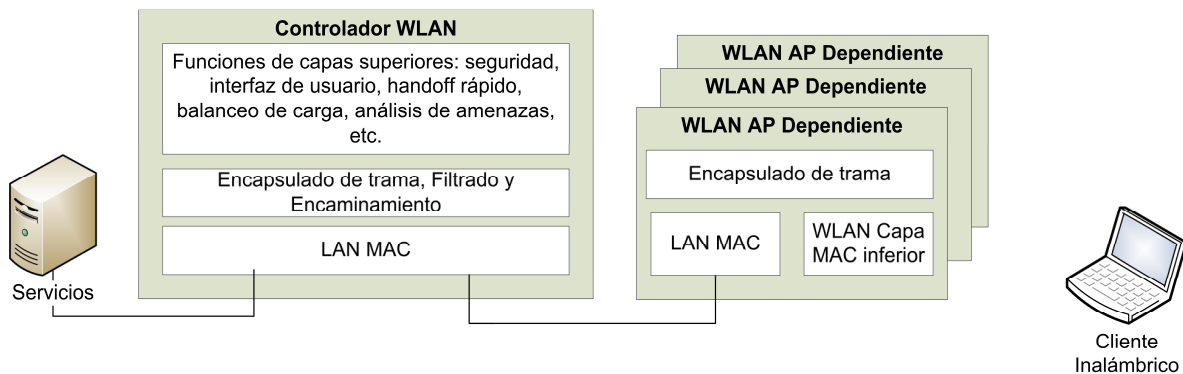 Controlador WLAN
Funciones de capas superiores: seguridad,
interfaz de usuario, handoff rápido,
balanceo de carga, análisis de amenazas,
etc.
Encapsulado de trama, Filtrado y
Encaminamiento
LAN MAC
Servicios
WLAN AP Dependiente
WLAN AP Dependiente
WLAN AP Dependiente
Encapsulado de trama
LAN MAC
WLAN Capa
MAC inferior
Cliente
Inalámbrico